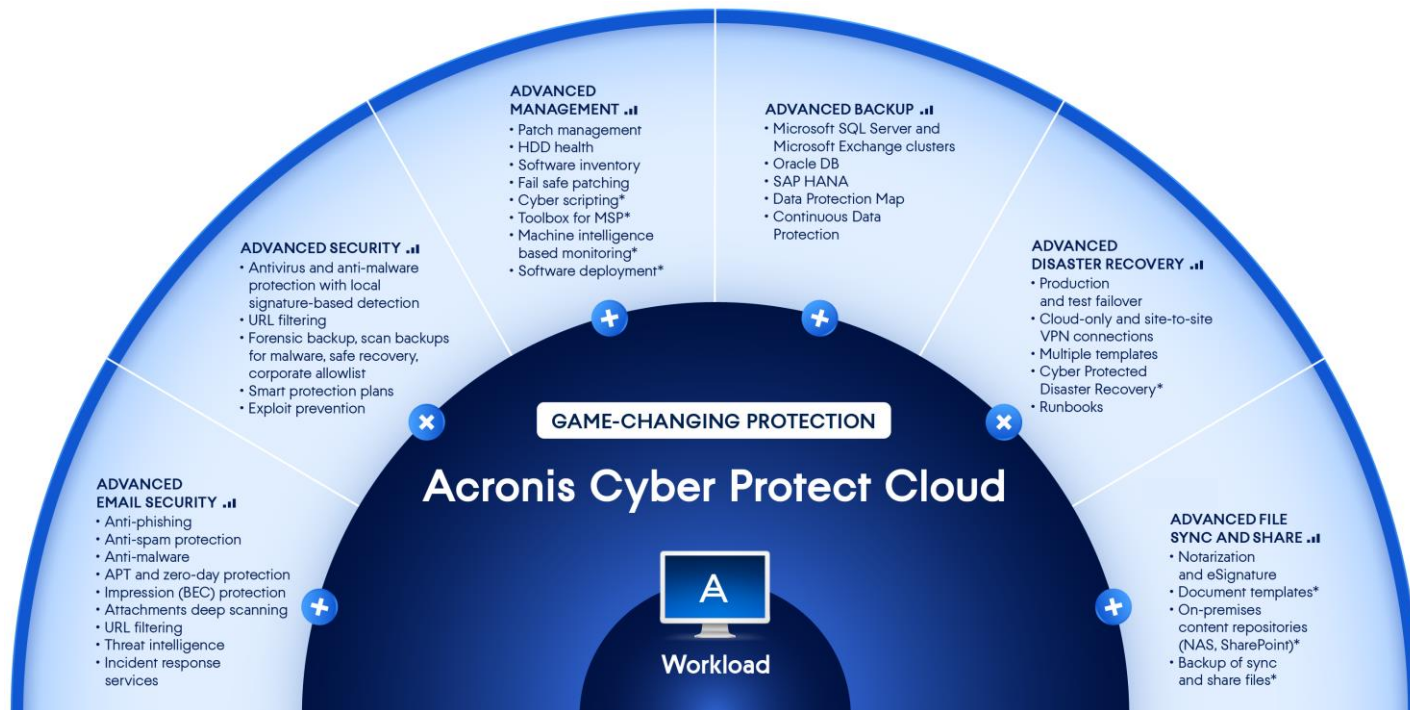 ADVANCED
EMAIL SECURITY
• Anti-phishing
• Anti-spam protection
• Anti-malware
• APT and zero-day protection
• Impression (BEC) protection
• Attachments deep scanning
• URL filtering
• Threat intelligence
• Incident response
services
ADVANCED SECURITY
• Antivirus and anti-malware
protection with local
signature-based detection
• URL filtering
• Forensic backup, scan backups
for malware, safe recovery,
corporate allowlist
• Smart protection plans
• Exploit prevention
ADVANCED
MANAGEMENT
• Patch management
• HDD health
• Software inventory
• Fail safe patching
• Cyber scripting*
• Toolbox for MSP*
• Machine intelligence
based monitoring*
• Software deployment*
ADVANCED BACKUP
• Microsoft SQL Server and
Microsoft Exchange clusters
• Oracle DB
• SAP HANA
• Data Protection Map
• Continuous Data
Protection
ADVANCED
DISASTER RECOVERY
• Production
and test failover
• Cloud-only and site-to-site
VPN connections
• Multiple templates
• Cyber Protected
Disaster Recovery*
• Runbooks
ADVANCED FILE
SYNC AND SHARE
• Notarization
and eSignature
• Document templates*
• On-premises
content repositories
(NAS, SharePoint)*
• Backup of sync
and share files*
GAME-CHANGING PROTECTION
Acronis Cyber Protect Cloud
A
Workload